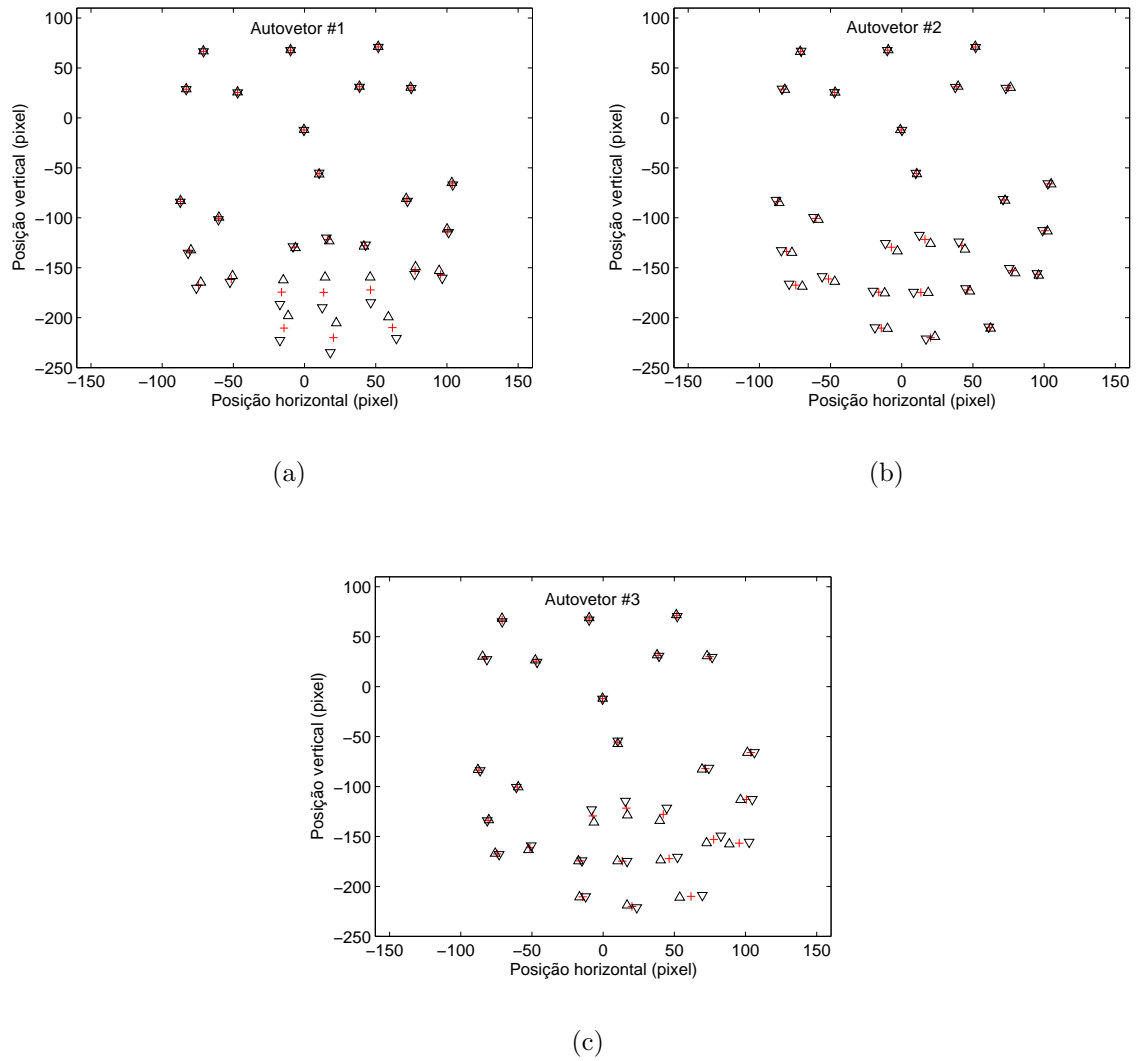 Autovetor #1
100
50
0
−50
−100
−150
−200
−250
Posição vertical (pixel)
−150 −100 −50 0 50 100 150
Posição horizontal (pixel)
(a)
Autovetor #2
100
50
0
−50
−100
−150
−200
−250
Posição vertical (pixel)
−150 −100 −50 0 50 100 150
Posição horizontal (pixel)
(b)
Autovetor #3
100
50
0
−50
−100
−150
−200
−250
Posição vertical (pixel)
−150 −100 −50 0 50 100 150
Posição horizontal (pixel)
(c)